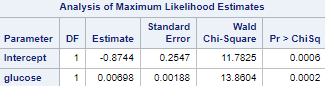 Analysis of Maximum Likelihood Estimates
Parameter DF Estimate Standard Error Wald Chi-Square Pr > ChiSq
Intercept 1 -0.8744 0.2547 11.7825 0.0006
glucose 1 0.00698 0.00188 13.8604 0.0002